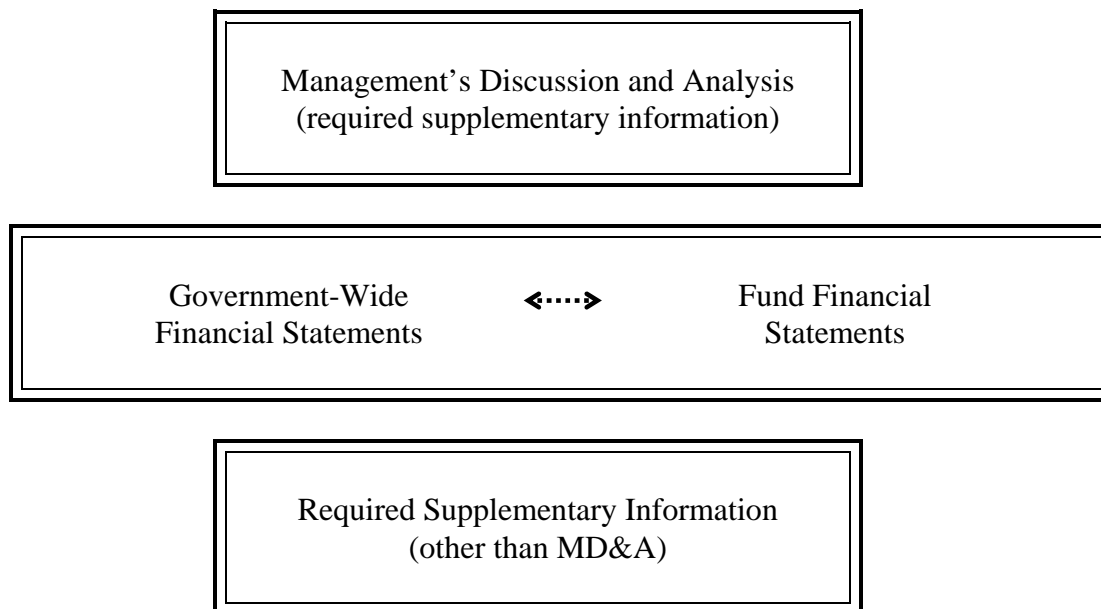 Management’s Discussion and Analysis
(required supplementary information)
Government-Wide
Financial Statements
Fund Financial
Statements
Required Supplementary Information
(other than MD&A)